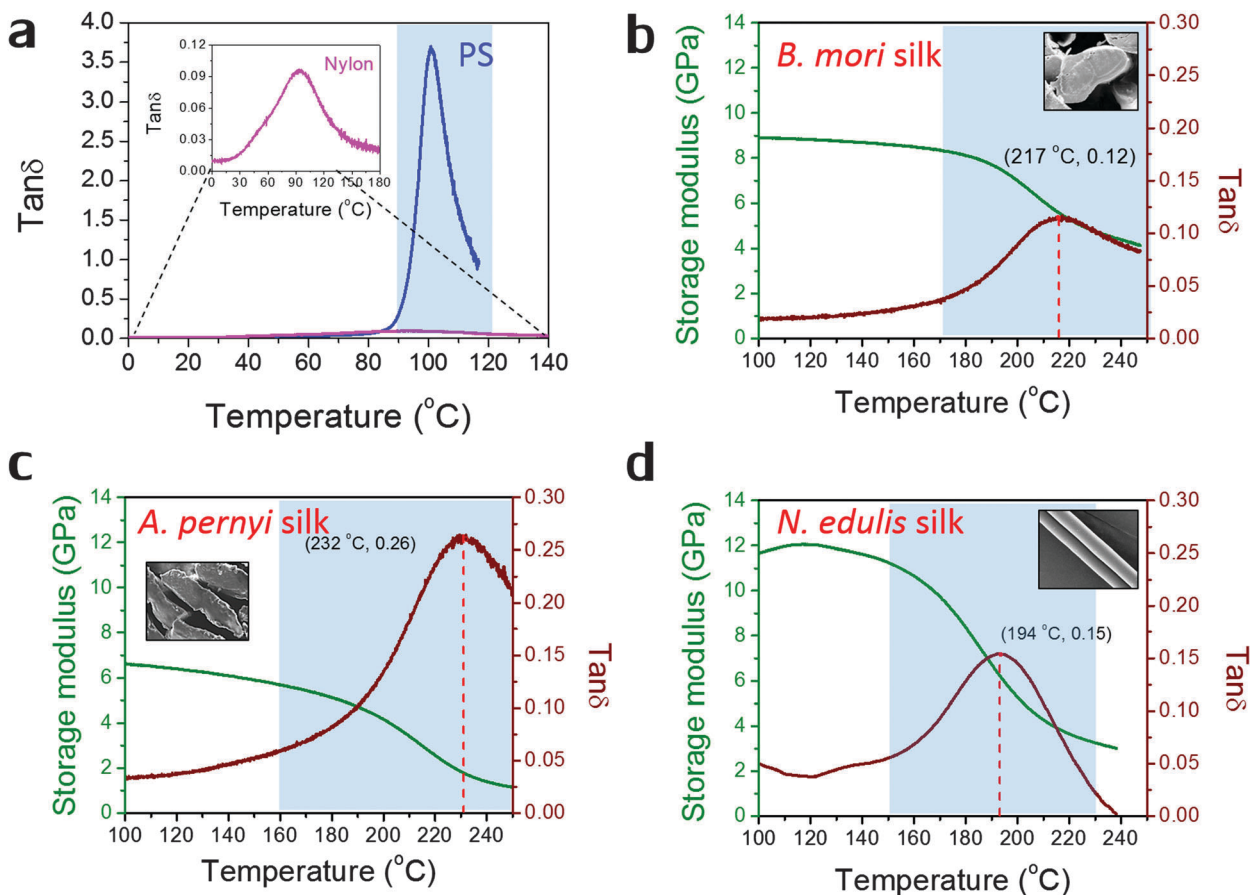 a
4.0
3.5
3.0
2.5
2.0
1.5
1.0
0.5
0.0
Tanδ
0 20 40 60 80 100 120 140
Temperature (°C)
PS
0.12
0.09
0.06
0.03
0.00
Tanδ
Nylon
0 30 60 90 120 150 180
Temperature (°C)
b
14
12
10
8
6
4
2
0
Storage modulus (GPa)
B. mori silk
(217 °C, 0.12)
0.30
0.25
0.20
0.15
0.10
0.05
0.00
Tanδ
100 120 140 160 180 200 220 240
Temperature (°C)
c
14
12
10
8
6
4
2
0
Storage modulus (GPa)
A. pernyi silk
(232 °C, 0.26)
0.30
0.25
0.20
0.15
0.10
0.05
0.00
Tanδ
100 120 140 160 180 200 220 240
Temperature (°C)
d
14
12
10
8
6
4
2
0
Storage modulus (GPa)
N. edulis silk
(194 °C, 0.15)
0.30
0.25
0.20
0.15
0.10
0.05
0.00
Tanδ
100 120 140 160 180 200 220 240
Temperature (°C)